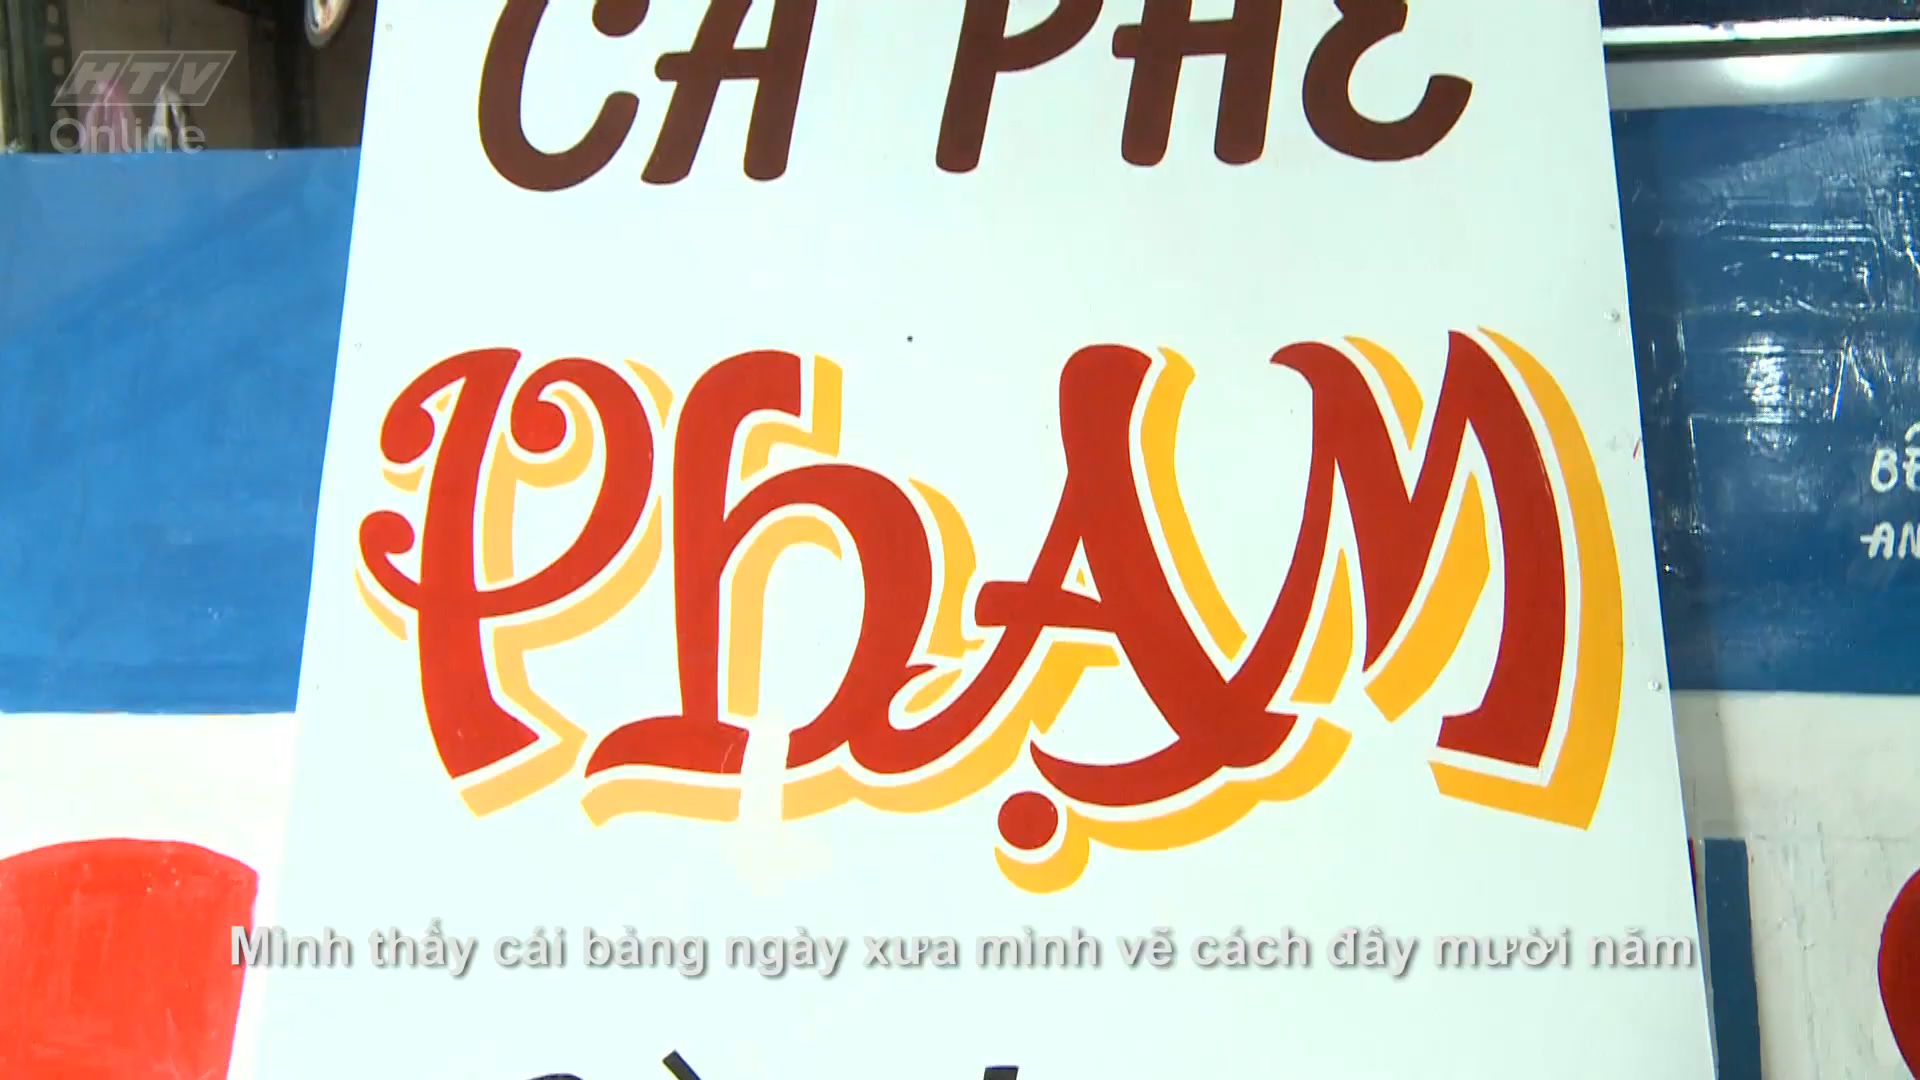 HTV
Online
CÀ PHÊ
PHẠM
Mình thấy cái bảng ngày xưa mình vẽ cách đây mười năm